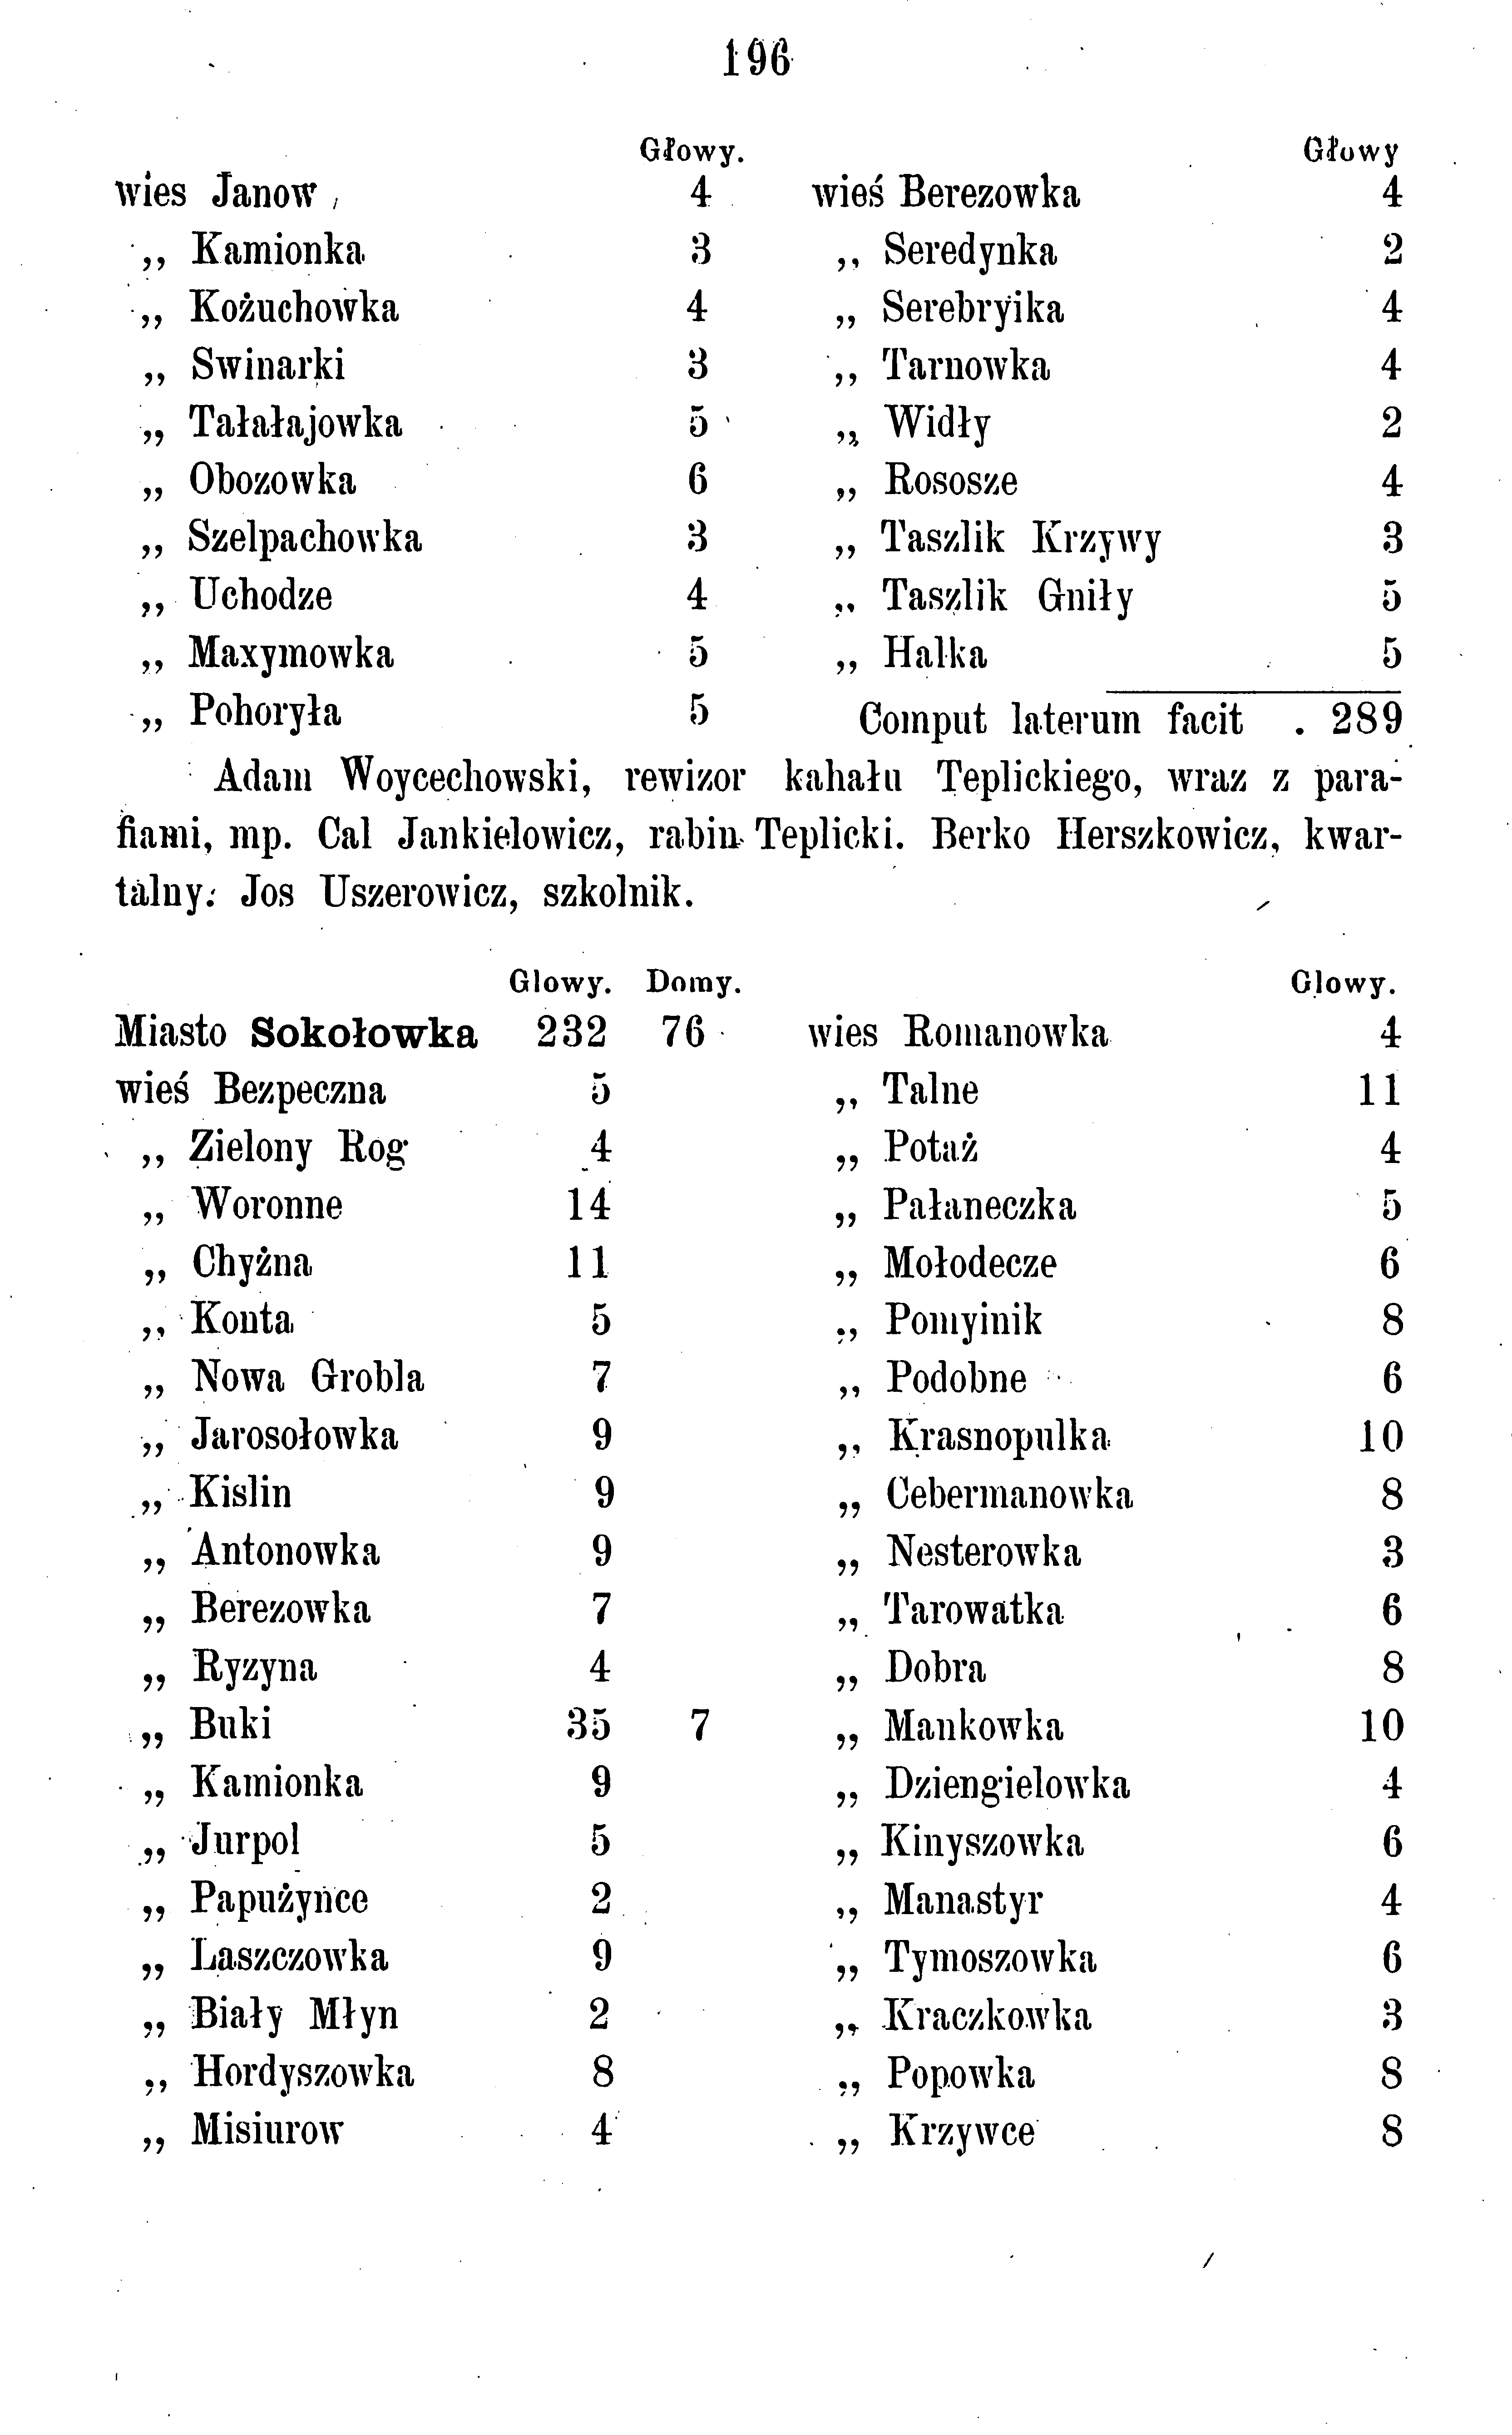 196
Głowy. Głowy
wies Janow 4 wieś Berezowka 4
„ Kamionka 3 „ Seredynka 2
„ Kożuchowka 4 „ Serebryika 4
„ Swinarki 3 „ Tarnowka 4
„ Tałałajowka 5 „ Widły 2
„ Obozowka 6 „ Rososze 4
„ Szelpachowka 3 „ Taszlik Krzywy 3
„ Uchodze 4 „ Taszlik Gniły 5
„ Maxymowka 5 „ Halka 5
„ Pohoryła 5 Comput laterum facit . 289
Adam Woycechowski, rewizor kahału Teplickiego, wraz z para-
fiami, mp. Cal Jankielowicz, rabin Teplicki. Berko Herszkowicz, kwar-
talny: Jos Uszerowicz, szkolnik.
Glowy. Domy. Glowy.
Miasto Sokołowka 232 76 wies Romanowka 4
wieś Bezpeczna 5 „ Talne 11
„ Zielony Rog 4 „ Potaż 4
„ Woronne 14 „ Pałaneczka 5
„ Chyżna 11 „ Mołodecze 6
„ Konta 5 „ Pomyinik 8
„ Nowa Grobla 7 „ Podobne 6
„ Jarosołowka 9 „ Krasnopulka 10
„ Kislin 9 „ Cebermanowka 8
„ Antonowka 9 „ Nesterowka 3
„ Berezowka 7 „ Tarowatka 6
„ Ryzyna 4 „ Dobra 8
„ Buki 35 7 „ Mankowka 10
„ Kamionka 9 „ Dziengielowka 4
„ Jurpol 5 „ Kinyszowka 6
„ Papużyńce 2 „ Manastyr 4
„ Laszczowka 9 „ Tymoszowka 6
„ Biały Młyn 2 „ Kraczkowka 3
„ Hordyszowka 8 „ Popowka 8
„ Misiurow 4 „ Krzywce 8